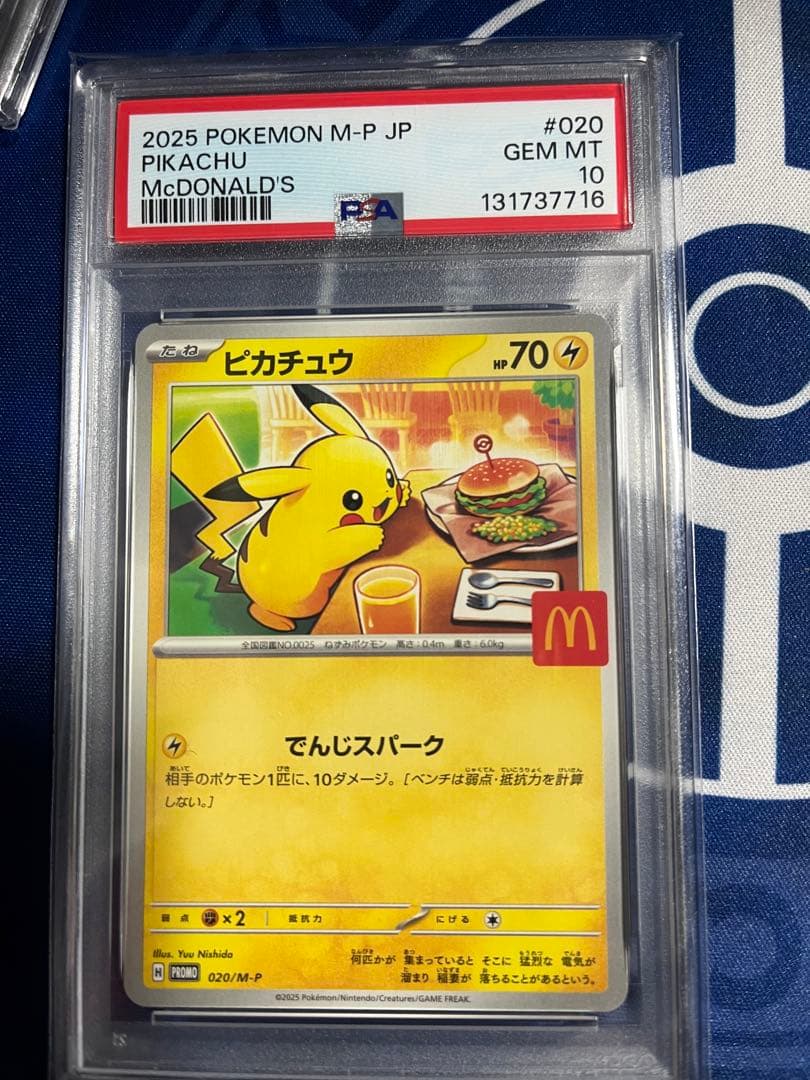 2025 POKEMON M-P JP
#020
PIKACHU
GEM MT
McDONALD'S
10
PSA
131737716
たね
ピカチュウ
HP70
全国図鑑NO.0025 ねずみポケモン 高さ:0.4m 重さ:6.0kg
M
でんじスパーク
相手のポケモン1匹に、10ダメージ。[ベンチは弱点・抵抗力を計算
しない。]
弱点 ×2 抵抗力 にげる
Illus. Yuu Nishida
何匹かが 集まっていると そこに 猛烈な 電気が
溜まり 稲妻が 落ちることがあるという。
H PROMO 020/M-P
©2025 Pokémon/Nintendo/Creatures/GAME FREAK.